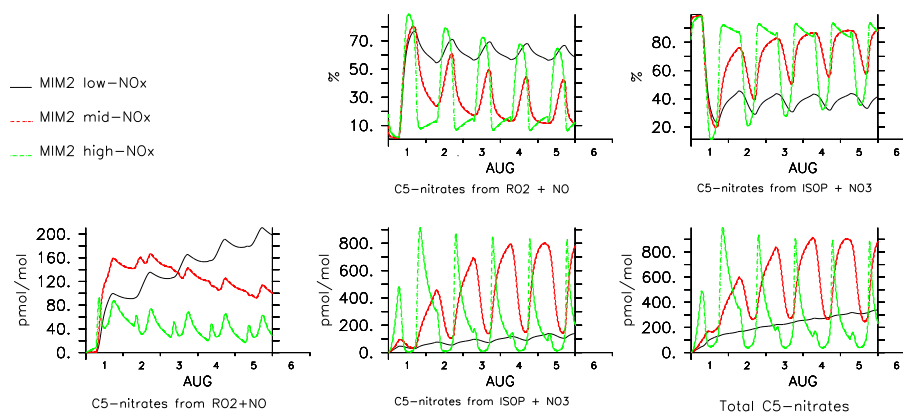 MIM2 low-NOx
MIM2 mid-NOx
MIM2 high-NOx
%
70.
50.
30.
10.
1 2 3 4 5 6
AUG
C5-nitrates from RO2 + NO
%
80.
60.
40.
20.
1 2 3 4 5 6
AUG
C5-nitrates from ISOP + NO3
pmol/mol
200.
160.
120.
80.
40.
0.
1 2 3 4 5 6
AUG
C5-nitrates from RO2+NO
pmol/mol
800.
600.
400.
200.
0.
1 2 3 4 5 6
AUG
C5-nitrates from ISOP + NO3
pmol/mol
800.
600.
400.
200.
0.
1 2 3 4 5 6
AUG
Total C5-nitrates